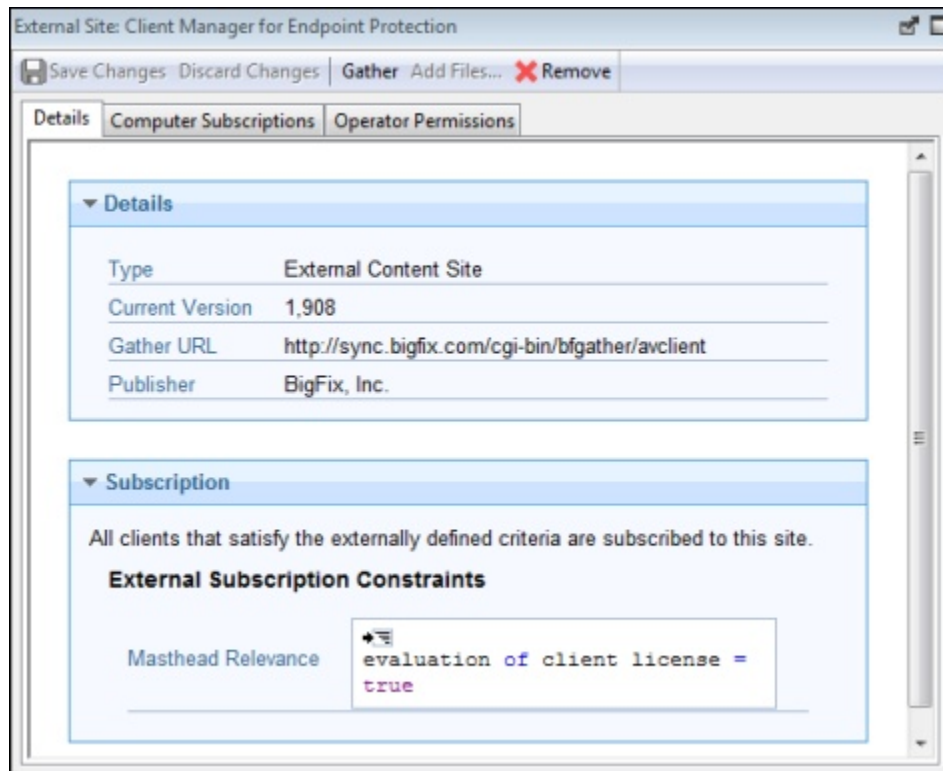 External Site: Client Manager for Endpoint Protection
Save Changes Discard Changes Gather Add Files... Remove
Details Computer Subscriptions Operator Permissions
Details
Type External Content Site
Current Version 1,908
Gather URL http://sync.bigfix.com/cgi-bin/bfgather/avclient
Publisher BigFix, Inc.
Subscription
All clients that satisfy the externally defined criteria are subscribed to this site.
External Subscription Constraints
Masthead Relevance
evaluation of client license =
true